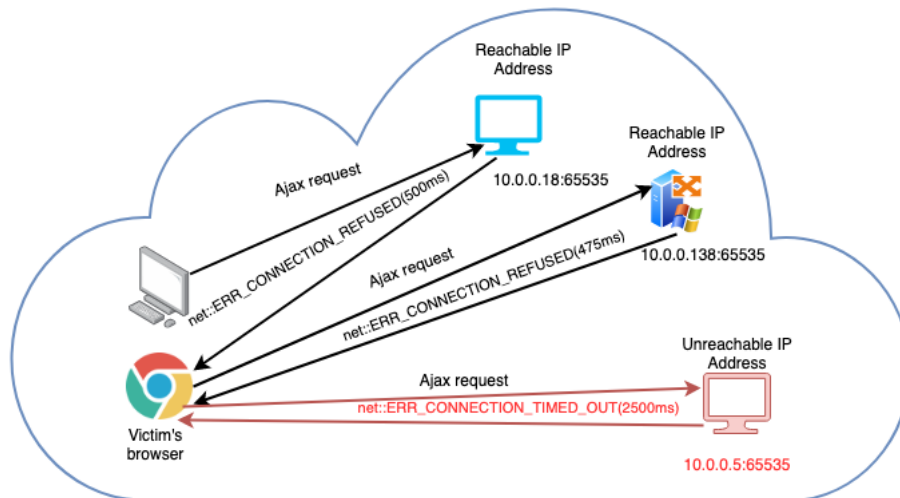 Reachable IP
Address
Reachable IP
Address
Ajax request
10.0.0.18:65535
net::ERR_CONNECTION_REFUSED(500ms)
Ajax request
10.0.0.138:65535
net::ERR_CONNECTION_REFUSED(475ms)
Unreachable IP
Address
Ajax request
net::ERR_CONNECTION_TIMED_OUT(2500ms)
Victim's
browser
10.0.0.5:65535